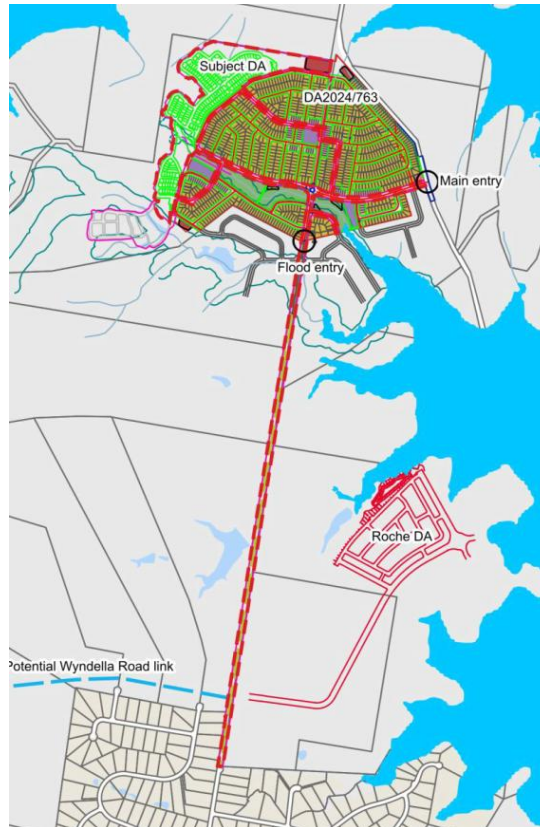 Subject DA
DA2024/763
Main entry
Flood entry
Roche DA
Potential Wyndella Road link